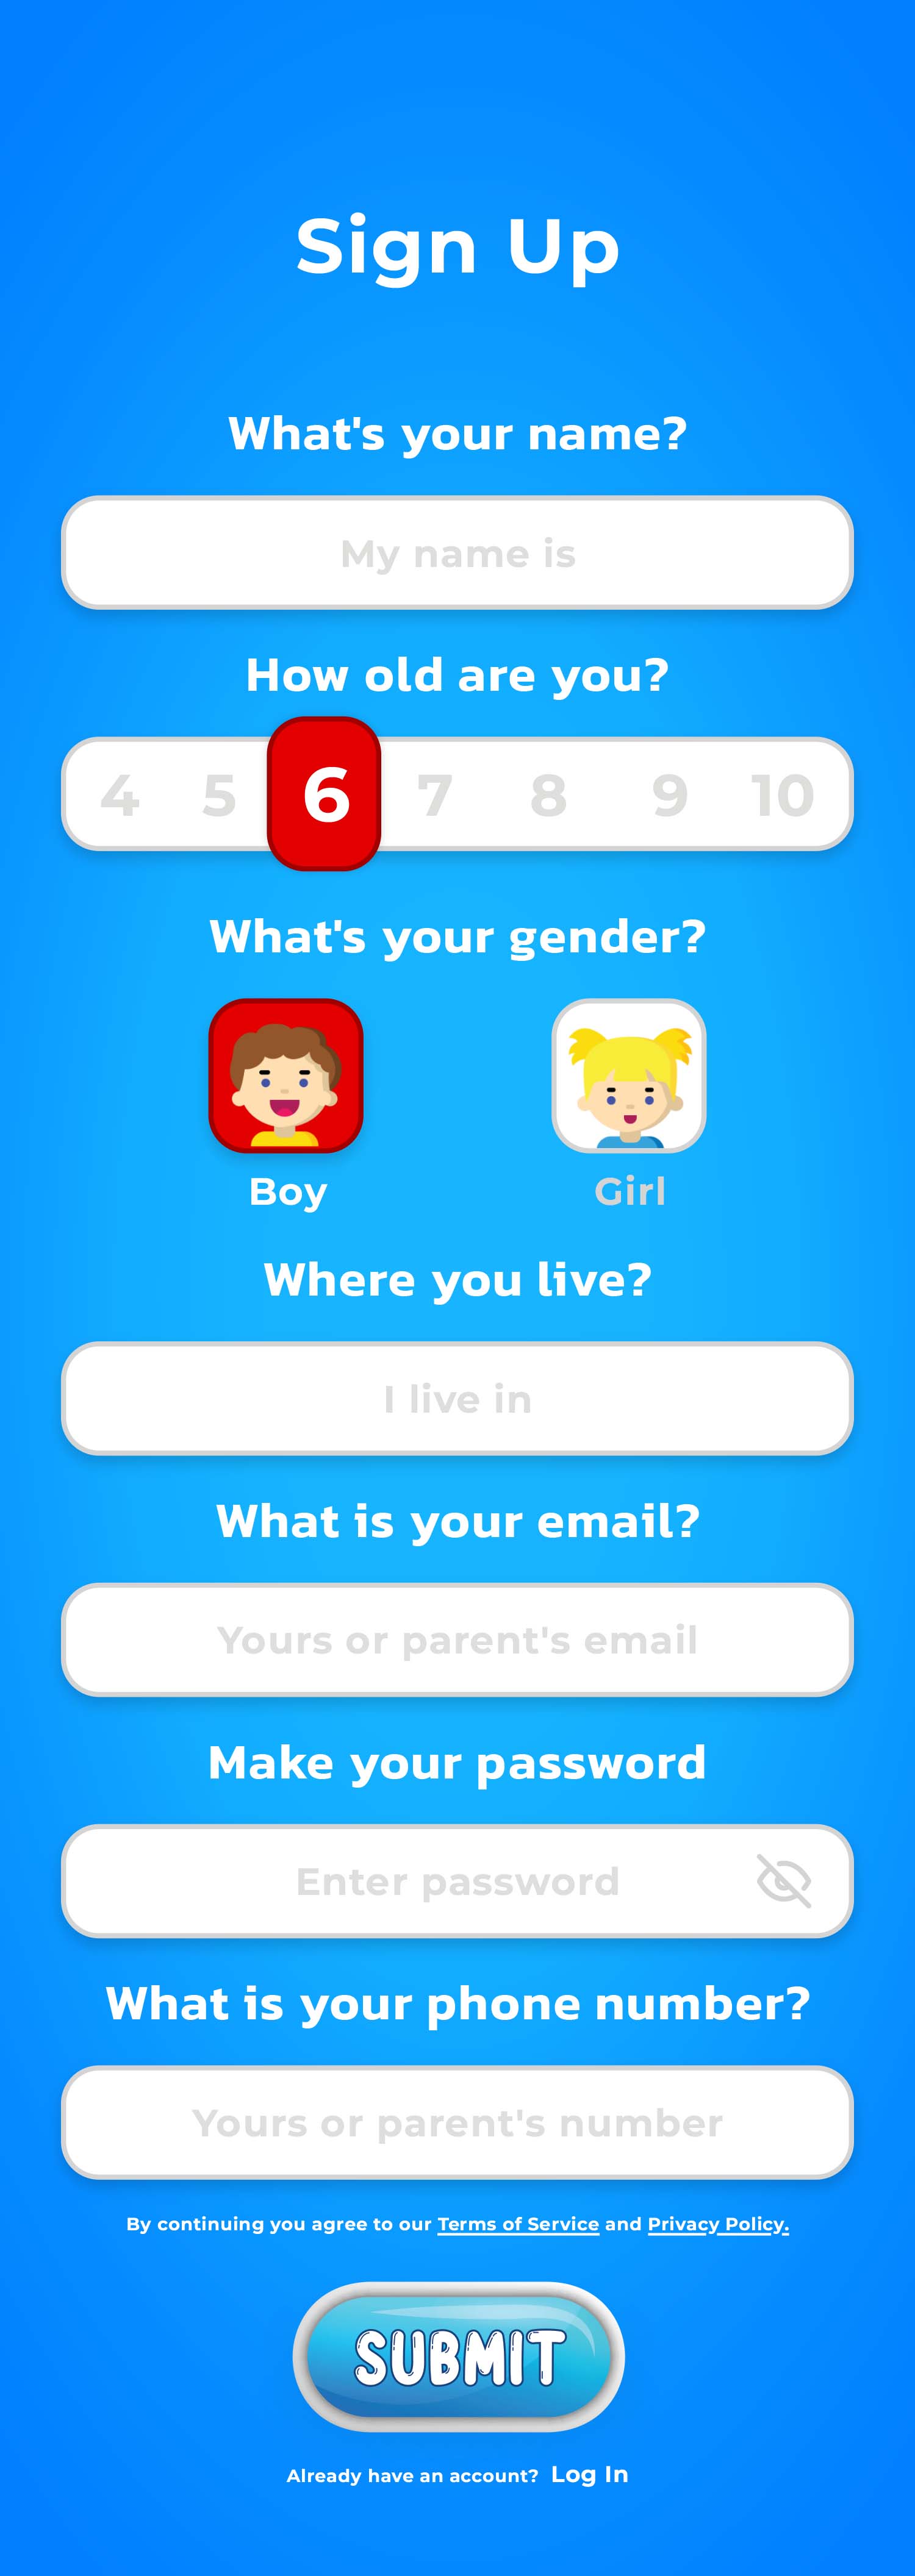 Sign Up
What's your name?
My name is
How old are you?
4 5 6 7 8 9 10
What's your gender?
Boy Girl
Where you live?
I live in
What is your email?
Yours or parent's email
Make your password
Enter password
What is your phone number?
Yours or parent's number
By continuing you agree to our Terms of Service and Privacy Policy.
SUBMIT
Already have an account? Log In